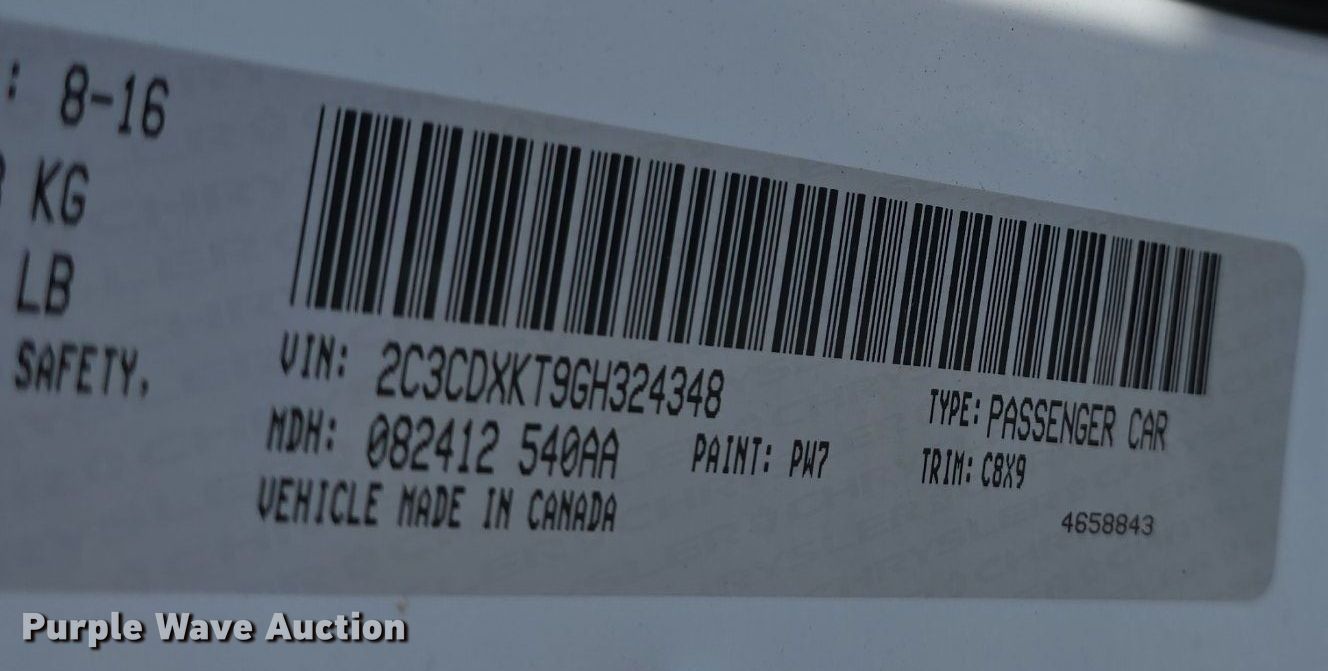 : 8-16
KG
LB
SAFETY,
VIN: 2C3CDXKT9GH324348
TYPE: PASSENGER CAR
MDH: 082412 540AA
PAINT: PW7
TRIM: C8X9
VEHICLE MADE IN CANADA
4658843
Purple Wave Auction